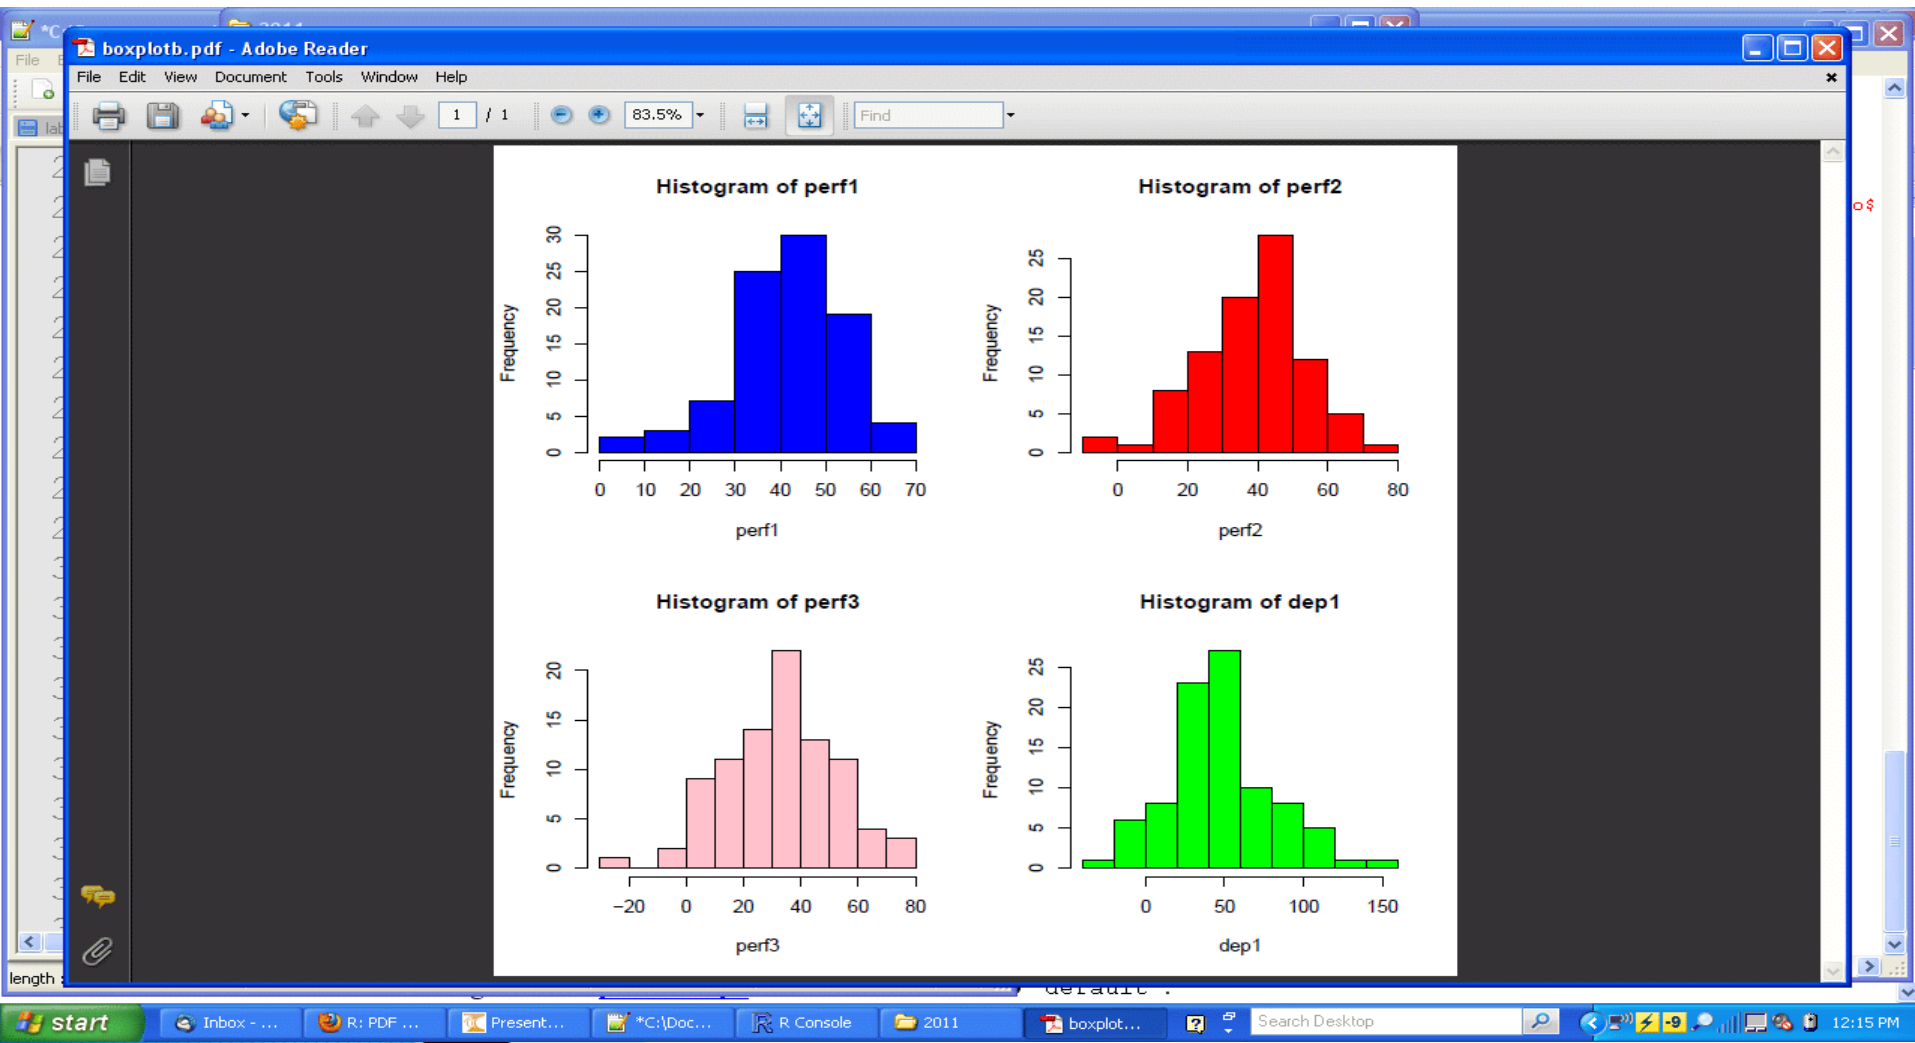 *C
2011
boxplotb.pdf - Adobe Reader
File Edit View Document Tools Window Help
File
1 / 1 83.5% Find
lab
Histogram of perf1
Frequency
0 5 10 15 20 25 30
0 10 20 30 40 50 60 70
perf1
Histogram of perf2
Frequency
0 5 10 15 20 25
0 20 40 60 80
perf2
o$
Histogram of perf3
Frequency
0 5 10 15 20
−20 0 20 40 60 80
perf3
Histogram of dep1
Frequency
0 5 10 15 20 25
0 50 100 150
dep1
length :
start Inbox - ... R: PDF ... Present... *C:\Doc... R Console 2011 boxplot... Search Desktop -9 12:15 PM